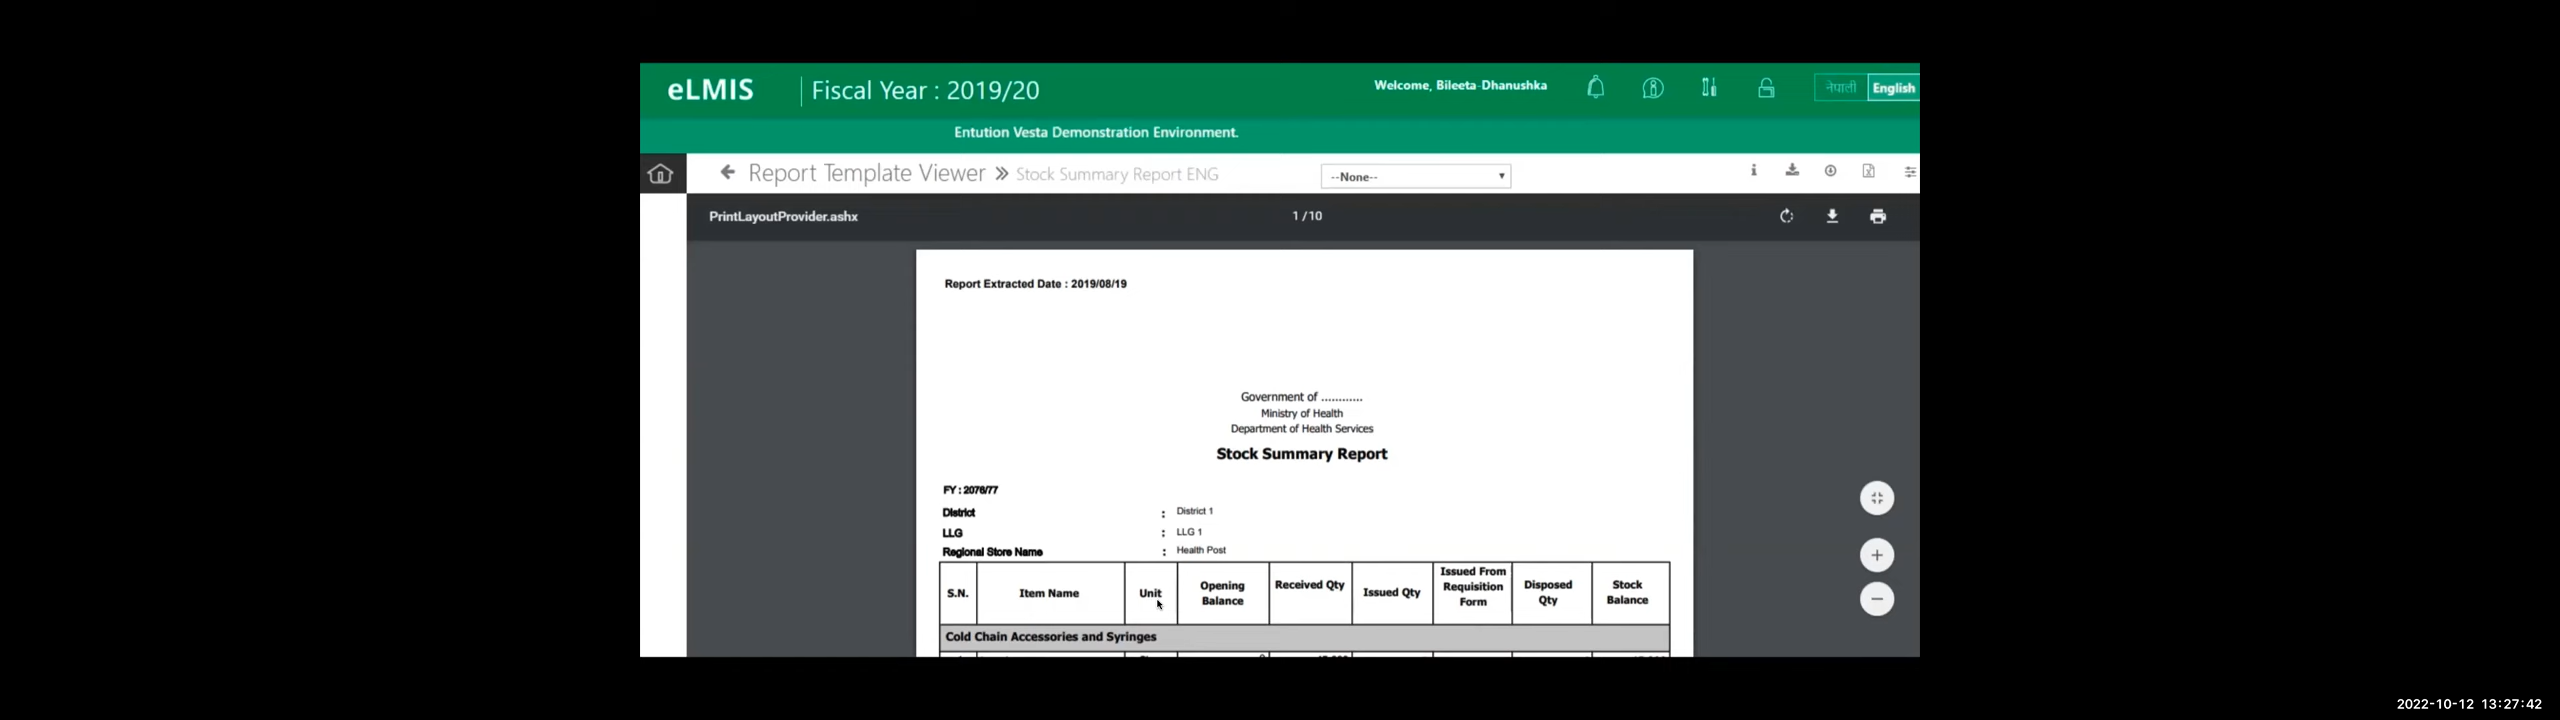 eLMIS Fiscal Year : 2019/20 Welcome, Bileeta-Dhanushka नेपाली English
Entution Vesta Demonstration Environment.
Report Template Viewer » Stock Summary Report ENG --None--
PrintLayoutProvider.ashx 1 / 10
Report Extracted Date : 2019/08/19
Government of ............
Ministry of Health
Department of Health Services
Stock Summary Report
FY : 2076/77
District : District 1
LLG : LLG 1
Regional Store Name : Health Post
S.N. Item Name Unit Opening Balance Received Qty Issued Qty Issued From Requisition Form Disposed Qty Stock Balance
Cold Chain Accessories and Syringes
2022-10-12 13:27:42